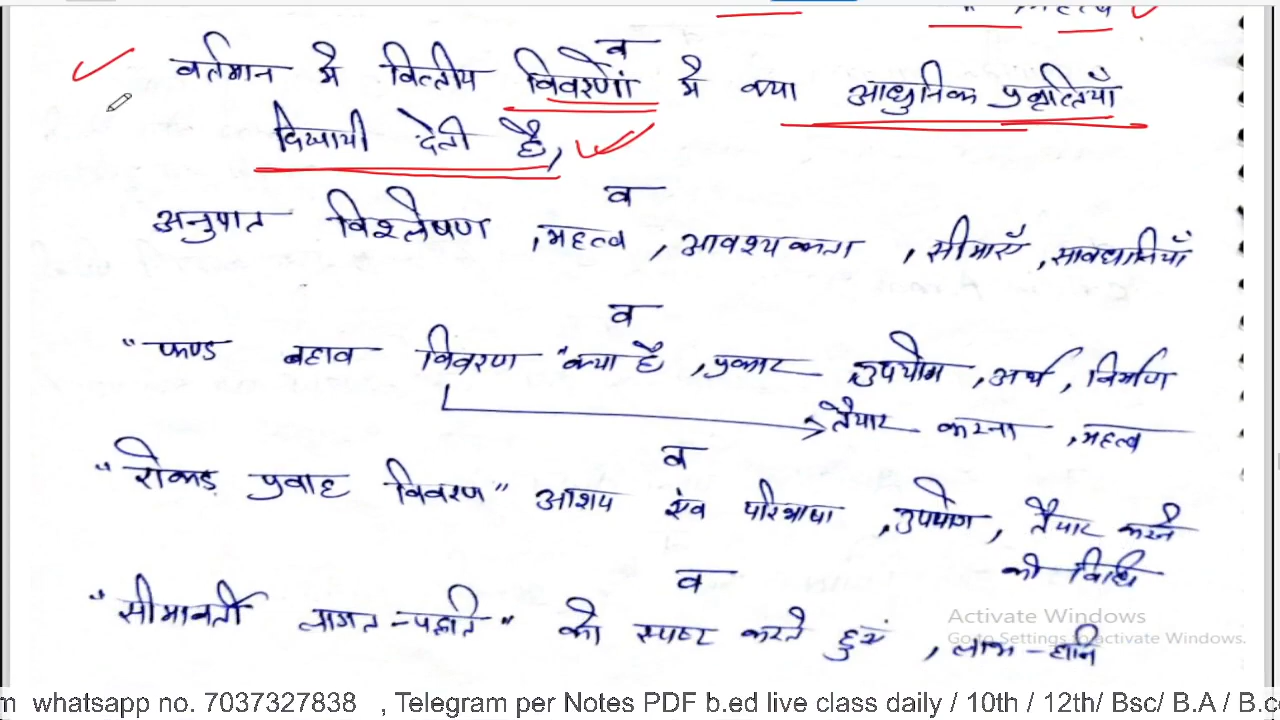 व
वर्तमान मे वित्तीय विवरणों मे क्या आधुनिक प्रवृत्तियाँ
दिखायी देती है,
व
अनुपात विश्लेषण, महत्व, आवश्यकता, सीमाएँ, सावधानियाँ
व
"फण्ड बहाव विवरण" क्या है, प्रकार, उपयोग, अर्थ, निर्माण
तैयार करना, महत्व
व
"रोकड़ प्रवाह विवरण" आशय एंव परिभाषा, उपयोग, तैयार करने
की विधि
व
"सीमावर्ती लागत-पद्धति" को स्पष्ट करते हुयें, लाभ-हानि
Activate Windows
Go to Settings to activate Windows.
whatsapp no. 7037327838 , Telegram per Notes PDF b.ed live class daily / 10th / 12th/ Bsc/ B.A / B.c